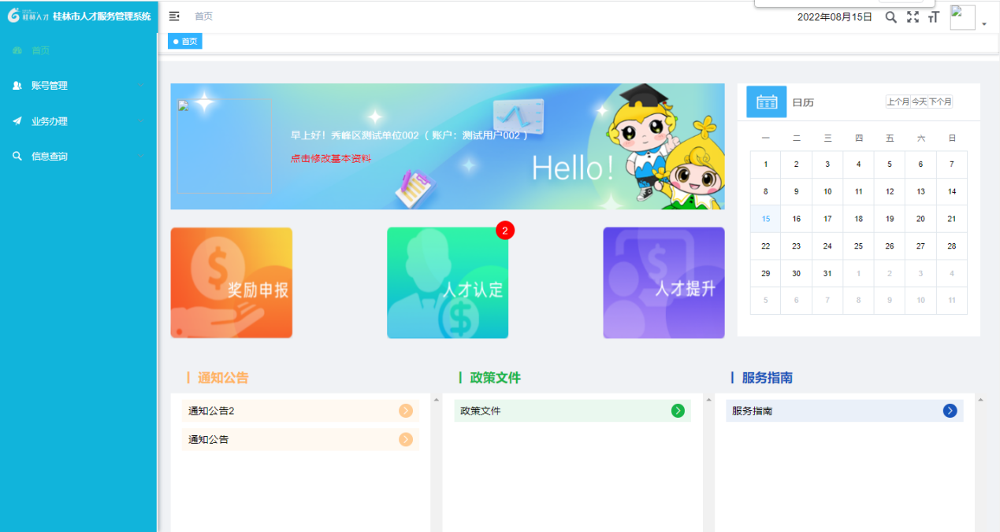 桂林人才 桂林市人才服务管理系统
首页
2022年08月15日
首页
首页
账号管理
业务办理
信息查询
早上好！秀峰区测试单位002（ 账户：测试用户002 ）
点击修改基本资料
Hello!
日历
上个月 今天 下个月
一 二 三 四 五 六 日
1 2 3 4 5 6 7
8 9 10 11 12 13 14
15 16 17 18 19 20 21
22 23 24 25 26 27 28
29 30 31 1 2 3 4
5 6 7 8 9 10 11
奖励申报
2
人才认定
人才提升
通知公告
通知公告2
通知公告
政策文件
政策文件
服务指南
服务指南